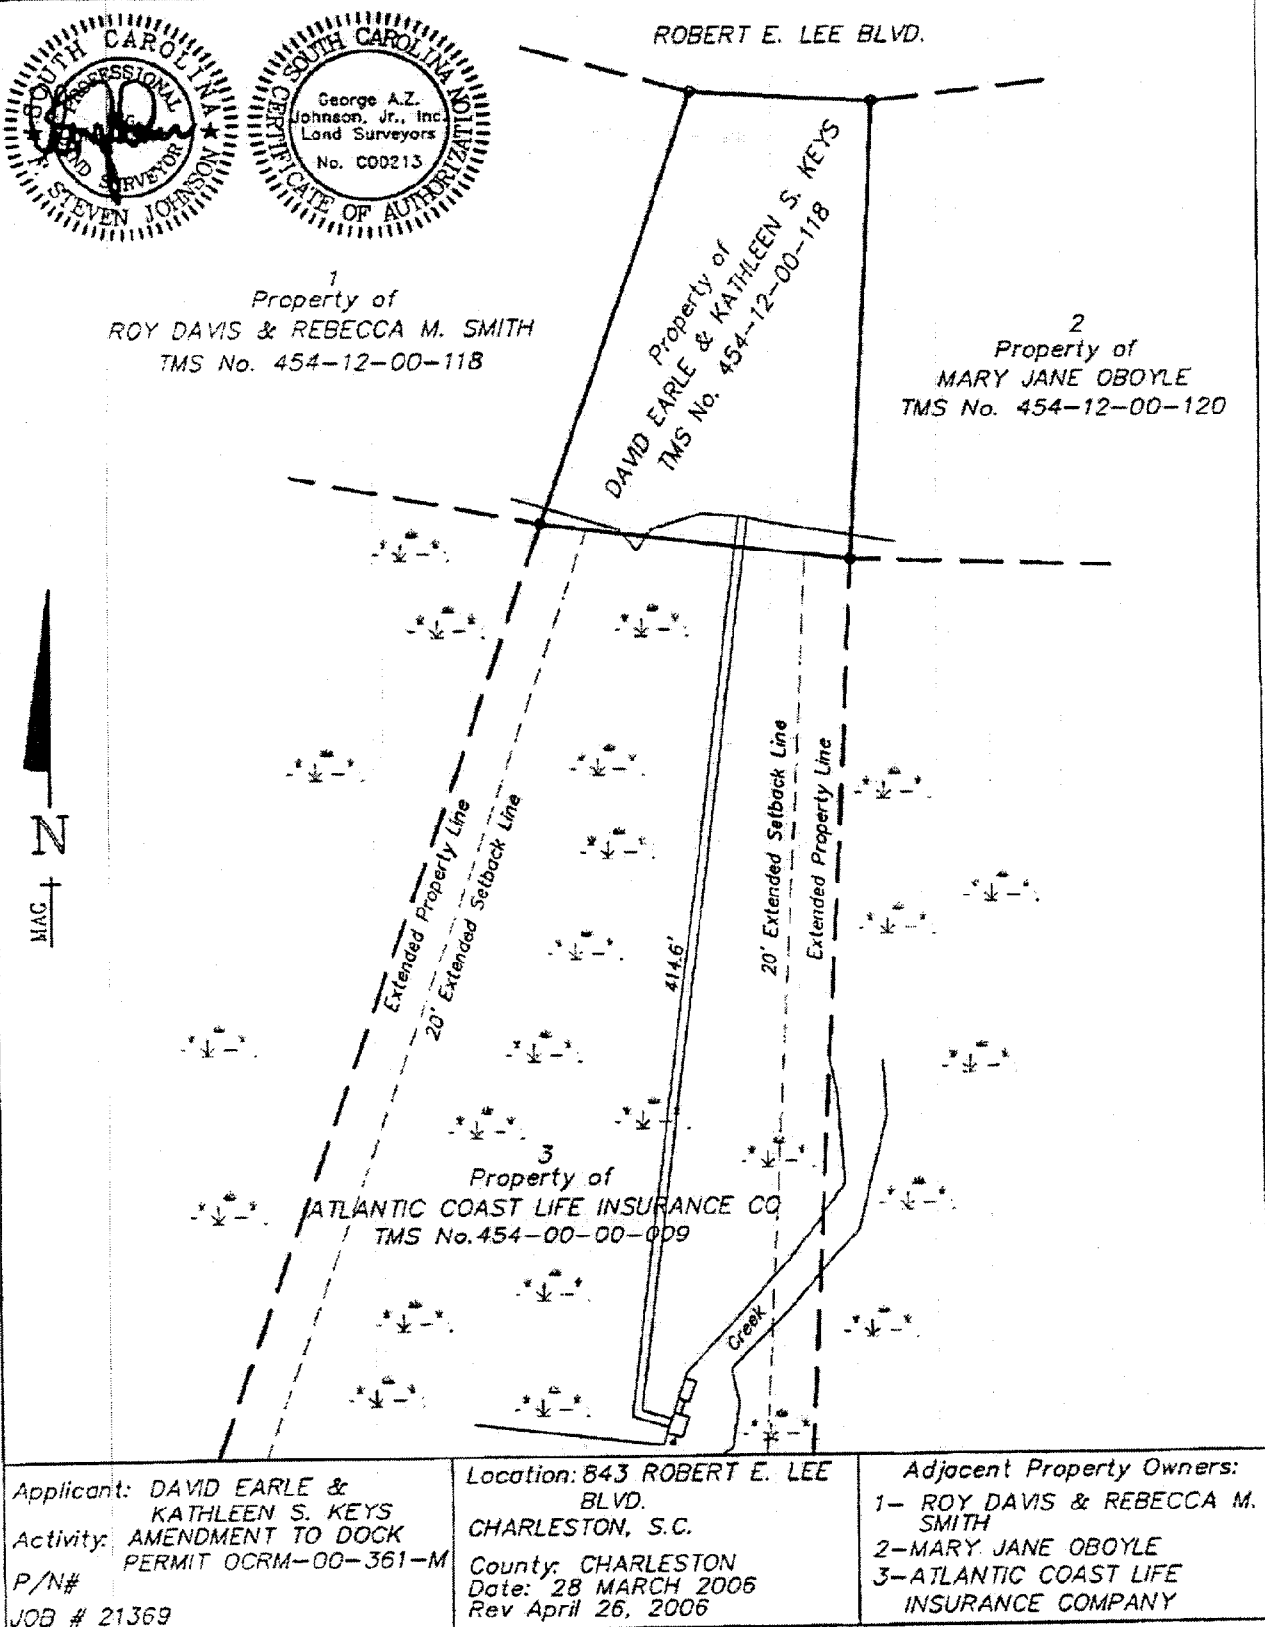 ROBERT E. LEE BLVD.
SOUTH CAROLINA
PROFESSIONAL
LAND SURVEYOR
F. STEVEN JOHNSON
SOUTH CAROLINA
CERTIFICATE OF AUTHORIZATION
George A.Z.
Johnson, Jr., Inc.
Land Surveyors
No. C00213
1
Property of
ROY DAVIS & REBECCA M. SMITH
TMS No. 454-12-00-118
Property of
DAVID EARLE & KATHLEEN S. KEYS
TMS No. 454-12-00-118
2
Property of
MARY JANE OBOYLE
TMS No. 454-12-00-120
N
MAG
Extended Property Line
20' Extended Setback Line
414.6'
20' Extended Setback Line
Extended Property Line
3
Property of
ATLANTIC COAST LIFE INSURANCE CO
TMS No.454-00-00-009
Creek
Applicant: DAVID EARLE &
KATHLEEN S. KEYS
Activity: AMENDMENT TO DOCK
PERMIT OCRM-00-361-M
P/N#
JOB # 21369
Location: 843 ROBERT E. LEE
BLVD.
CHARLESTON, S.C.
County: CHARLESTON
Date: 28 MARCH 2006
Rev April 26, 2006
Adjacent Property Owners:
1- ROY DAVIS & REBECCA M.
SMITH
2-MARY JANE OBOYLE
3-ATLANTIC COAST LIFE
INSURANCE COMPANY